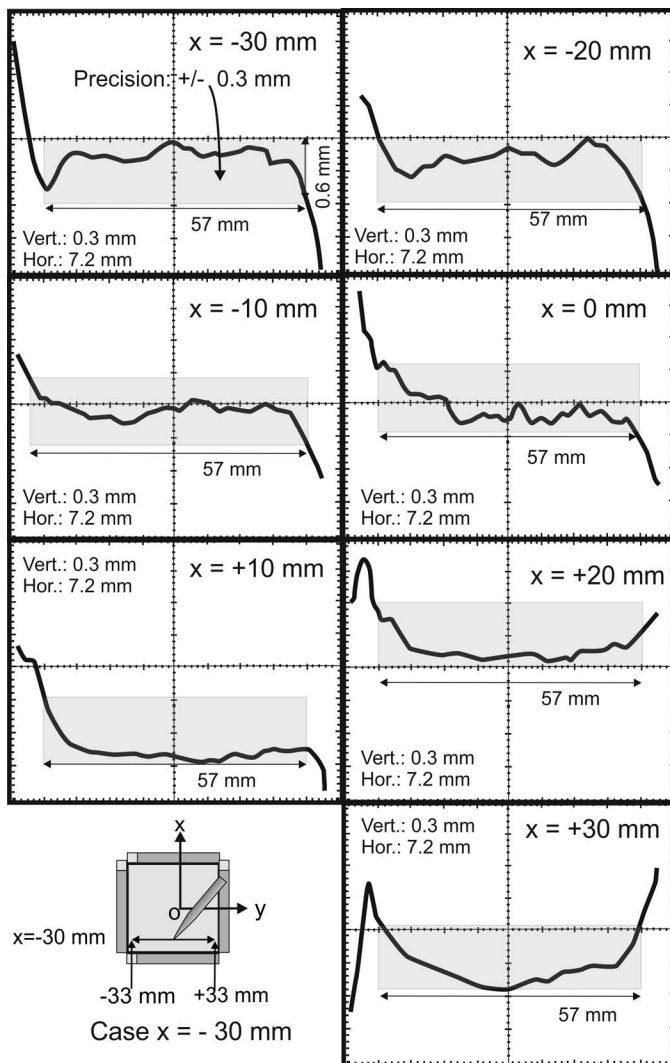 x = -30 mm
Precision: +/- 0.3 mm
0.6 mm
57 mm
Vert.: 0.3 mm
Hor.: 7.2 mm
x = -20 mm
57 mm
Vert.: 0.3 mm
Hor.: 7.2 mm
x = -10 mm
57 mm
Vert.: 0.3 mm
Hor.: 7.2 mm
x = 0 mm
57 mm
Vert.: 0.3 mm
Hor.: 7.2 mm
Vert.: 0.3 mm
Hor.: 7.2 mm
x = +10 mm
57 mm
x = +20 mm
57 mm
Vert.: 0.3 mm
Hor.: 7.2 mm
x
o
y
x=-30 mm
-33 mm
+33 mm
Case x = - 30 mm
Vert.: 0.3 mm
Hor.: 7.2 mm
x = +30 mm
57 mm